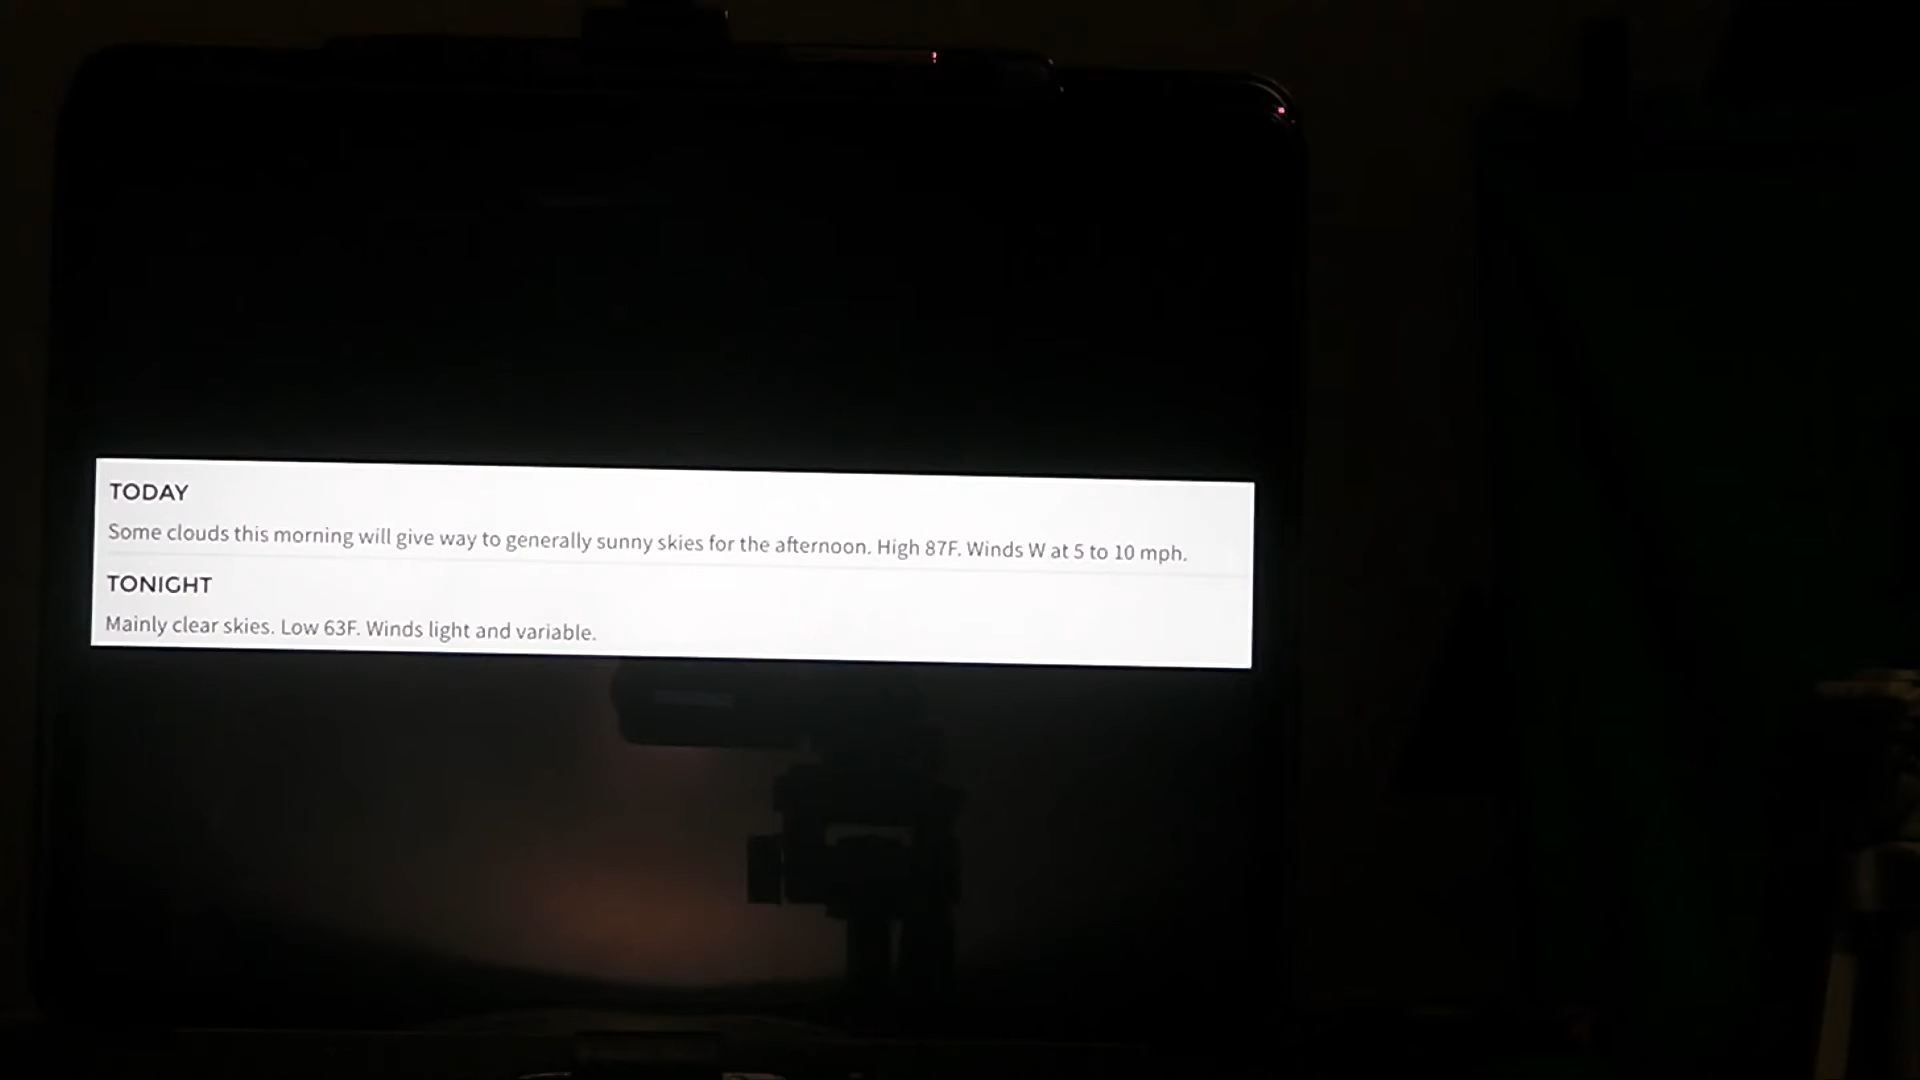 TODAY
Some clouds this morning will give way to generally sunny skies for the afternoon. High 87F. Winds W at 5 to 10 mph.
TONIGHT
Mainly clear skies. Low 63F. Winds light and variable.